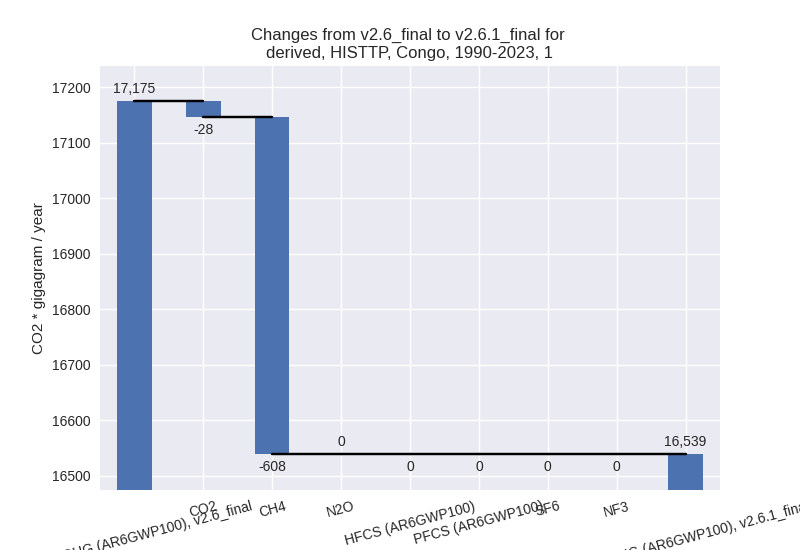 Changes from v2.6_final to v2.6.1_final for
derived, HISTTP, Congo, 1990-2023, 1
CO2 * gigagram / year
17200
17100
17000
16900
16800
16700
16600
16500
17,175
-28
-608
0
0
0
0
0
16,539
(AR6GWP100), v2.6_final
CO2
CH4
N2O
HFCS (AR6GWP100)
PFCS (AR6GWP100)
SF6
NF3
(AR6GWP100), v2.6.1_fina